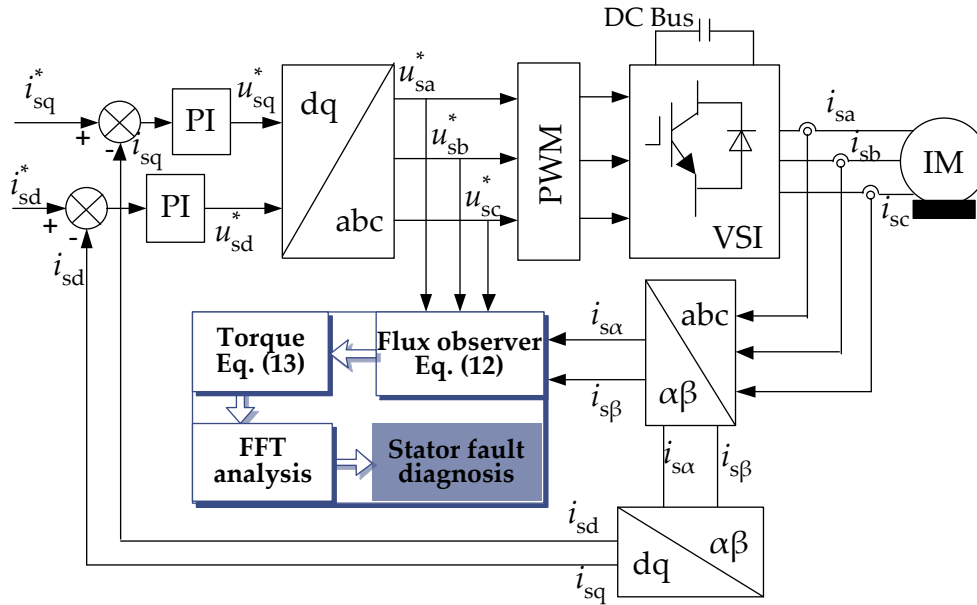 DC Bus
i*sq
+
-
isq
PI
u*sq
dq
abc
u*sa
u*sb
u*sc
PWM
VSI
isa
isb
isc
IM
i*sd
+
-
isd
PI
u*sd
Torque
Eq. (13)
Flux observer
Eq. (12)
isα
isβ
abc
αβ
FFT
analysis
Stator fault
diagnosis
isα
isβ
isd
isq
αβ
dq